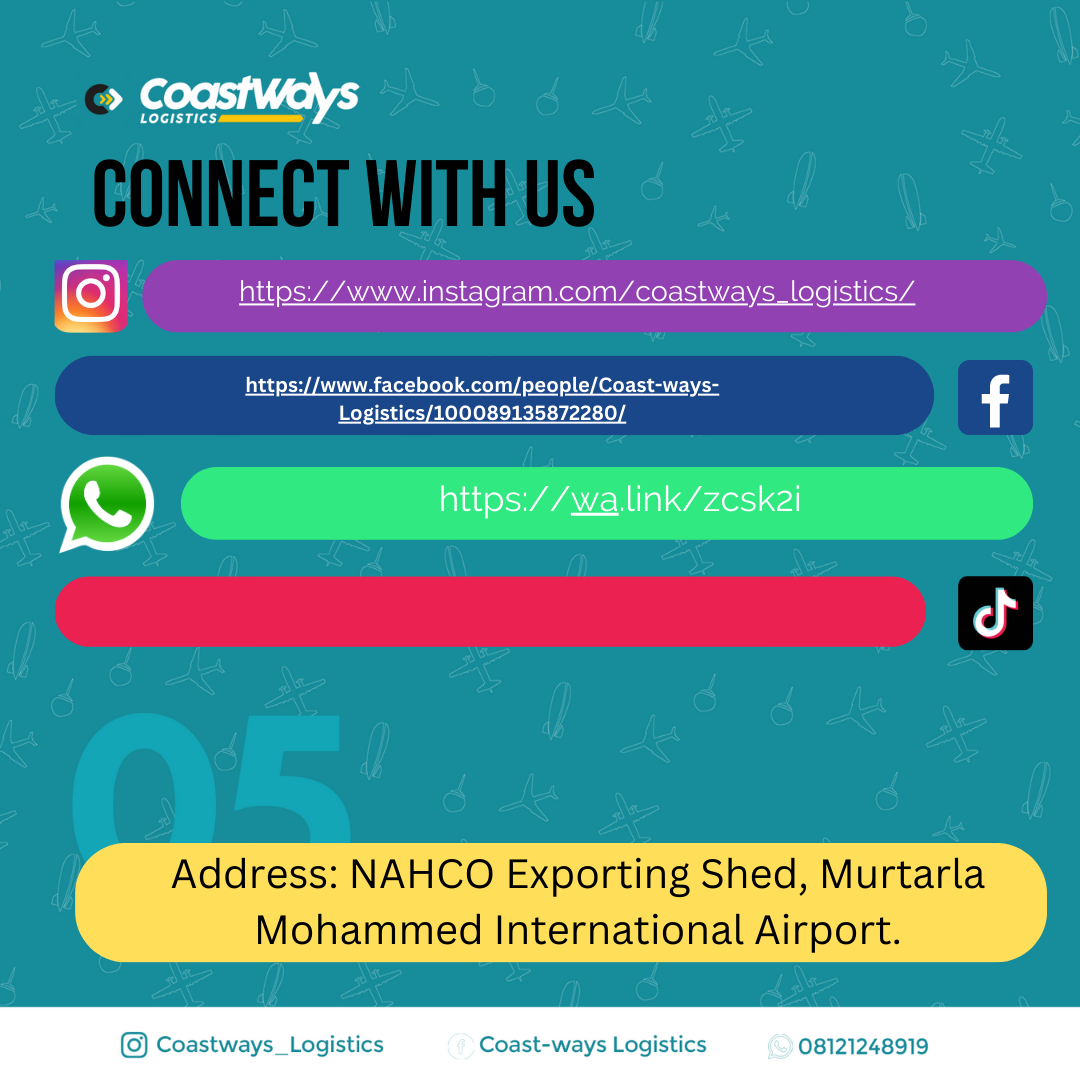 CoastWays
LOGISTICS
CONNECT WITH US
https://www.instagram.com/coastways_logistics/
https://www.facebook.com/people/Coast-ways-
Logistics/100089135872280/
https://wa.link/zcsk2i
05
Address: NAHCO Exporting Shed, Murtarla
Mohammed International Airport.
Coastways_Logistics
Coast-ways Logistics
08121248919